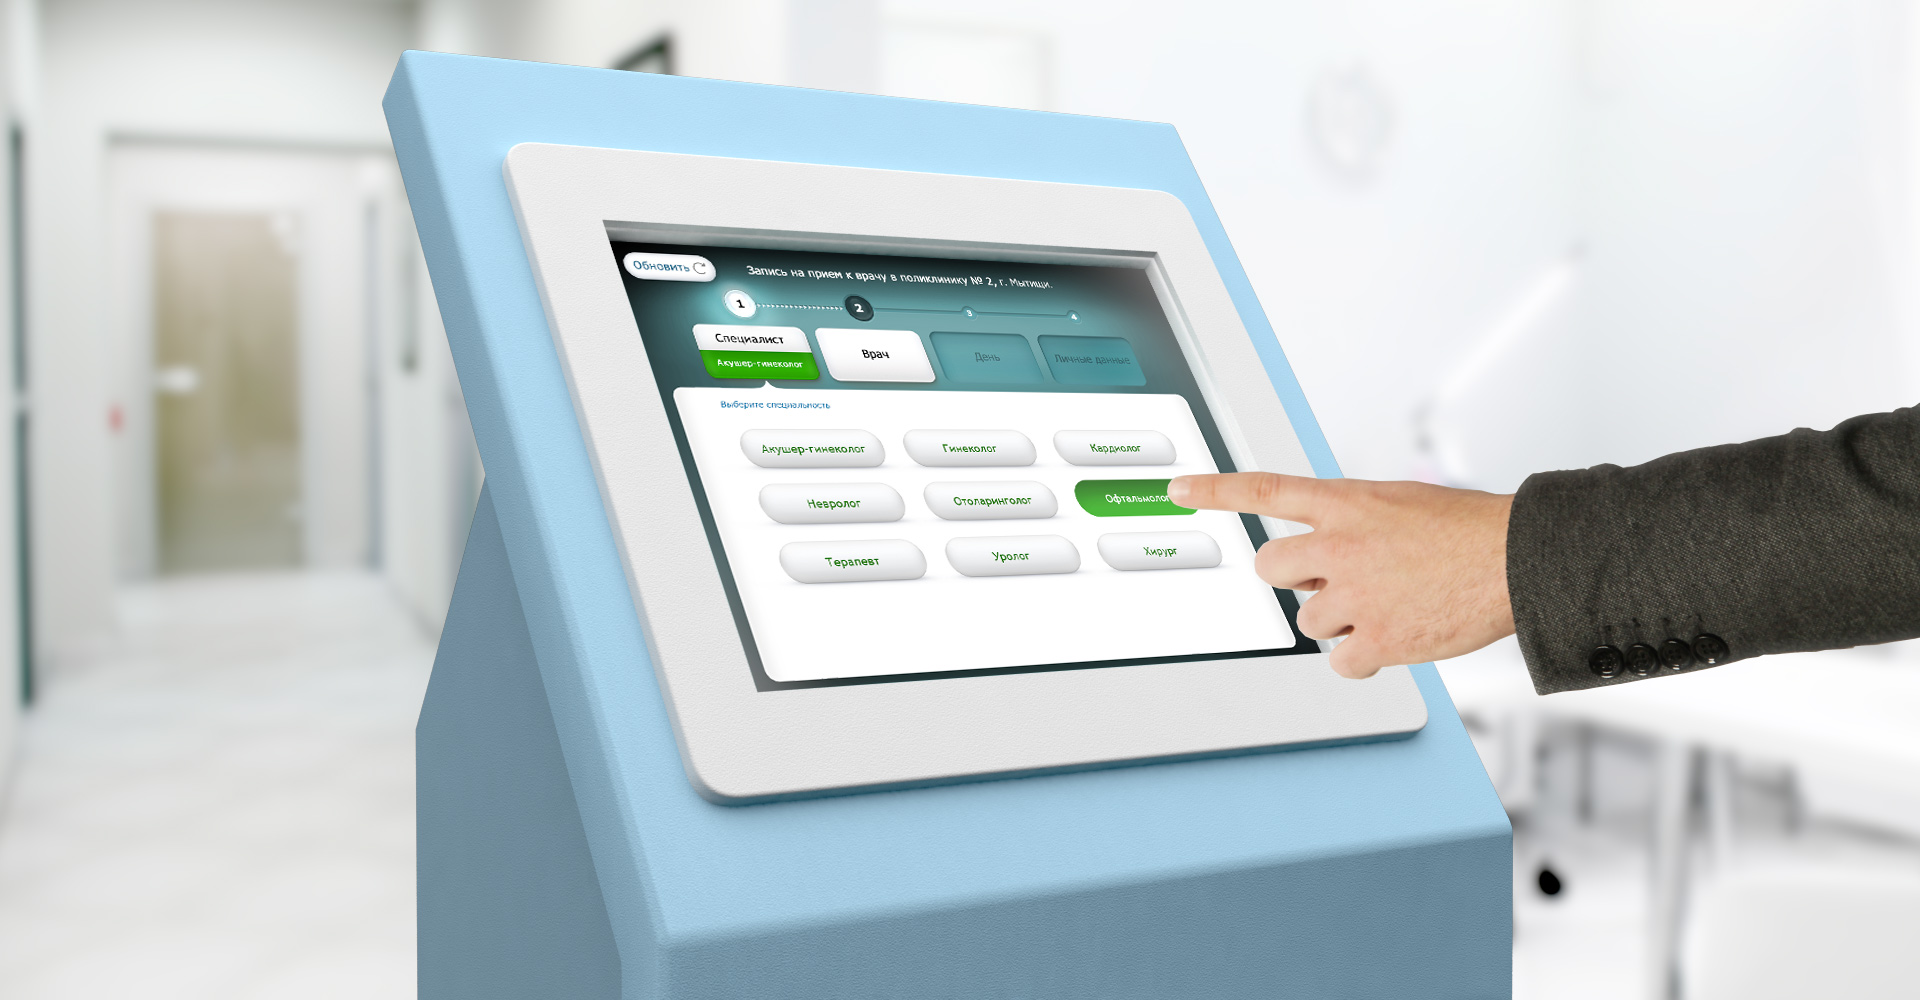 Обновить
Запись на прием к врачу в поликлинику № 2, г. Мытищи.
1 2 3 4
Специалист
Акушер-гинеколог
Врач
День
Личные данные
Выберите специальность
Акушер-гинеколог Гинеколог Кардиолог
Невролог Отоларинголог Офтальмолог
Терапевт Уролог Хирург